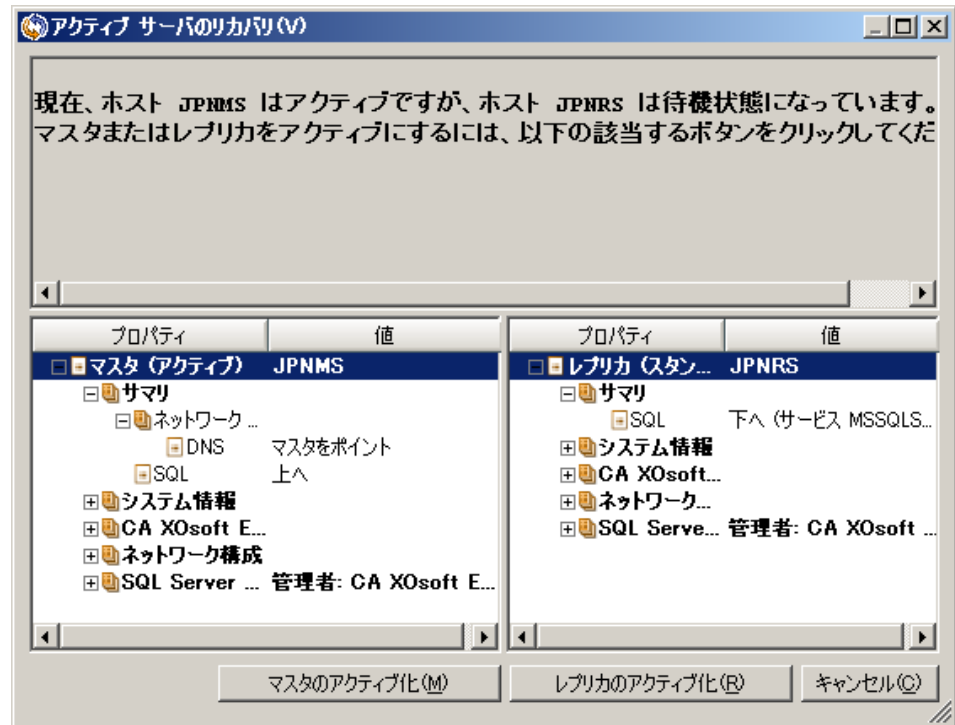 アクティブ サーバのリカバリ(V)
現在、ホスト JPNMS はアクティブですが、ホスト JPNRS は待機状態になっています。
マスタまたはレプリカをアクティブにするには、以下の該当するボタンをクリックしてくだ
プロパティ 値
マスタ (アクティブ) JPNMS
サマリ
ネットワーク ...
DNS マスタをポイント
SQL 上へ
システム情報
CA XOsoft E...
ネットワーク構成
SQL Server ... 管理者: CA XOsoft E...
プロパティ 値
レプリカ (スタン... JPNRS
サマリ
SQL 下へ (サービス MSSQLS...
システム情報
CA XOsoft...
ネットワーク...
SQL Serve... 管理者: CA XOsoft ...
マスタのアクティブ化(M) レプリカのアクティブ化(R) キャンセル(C)